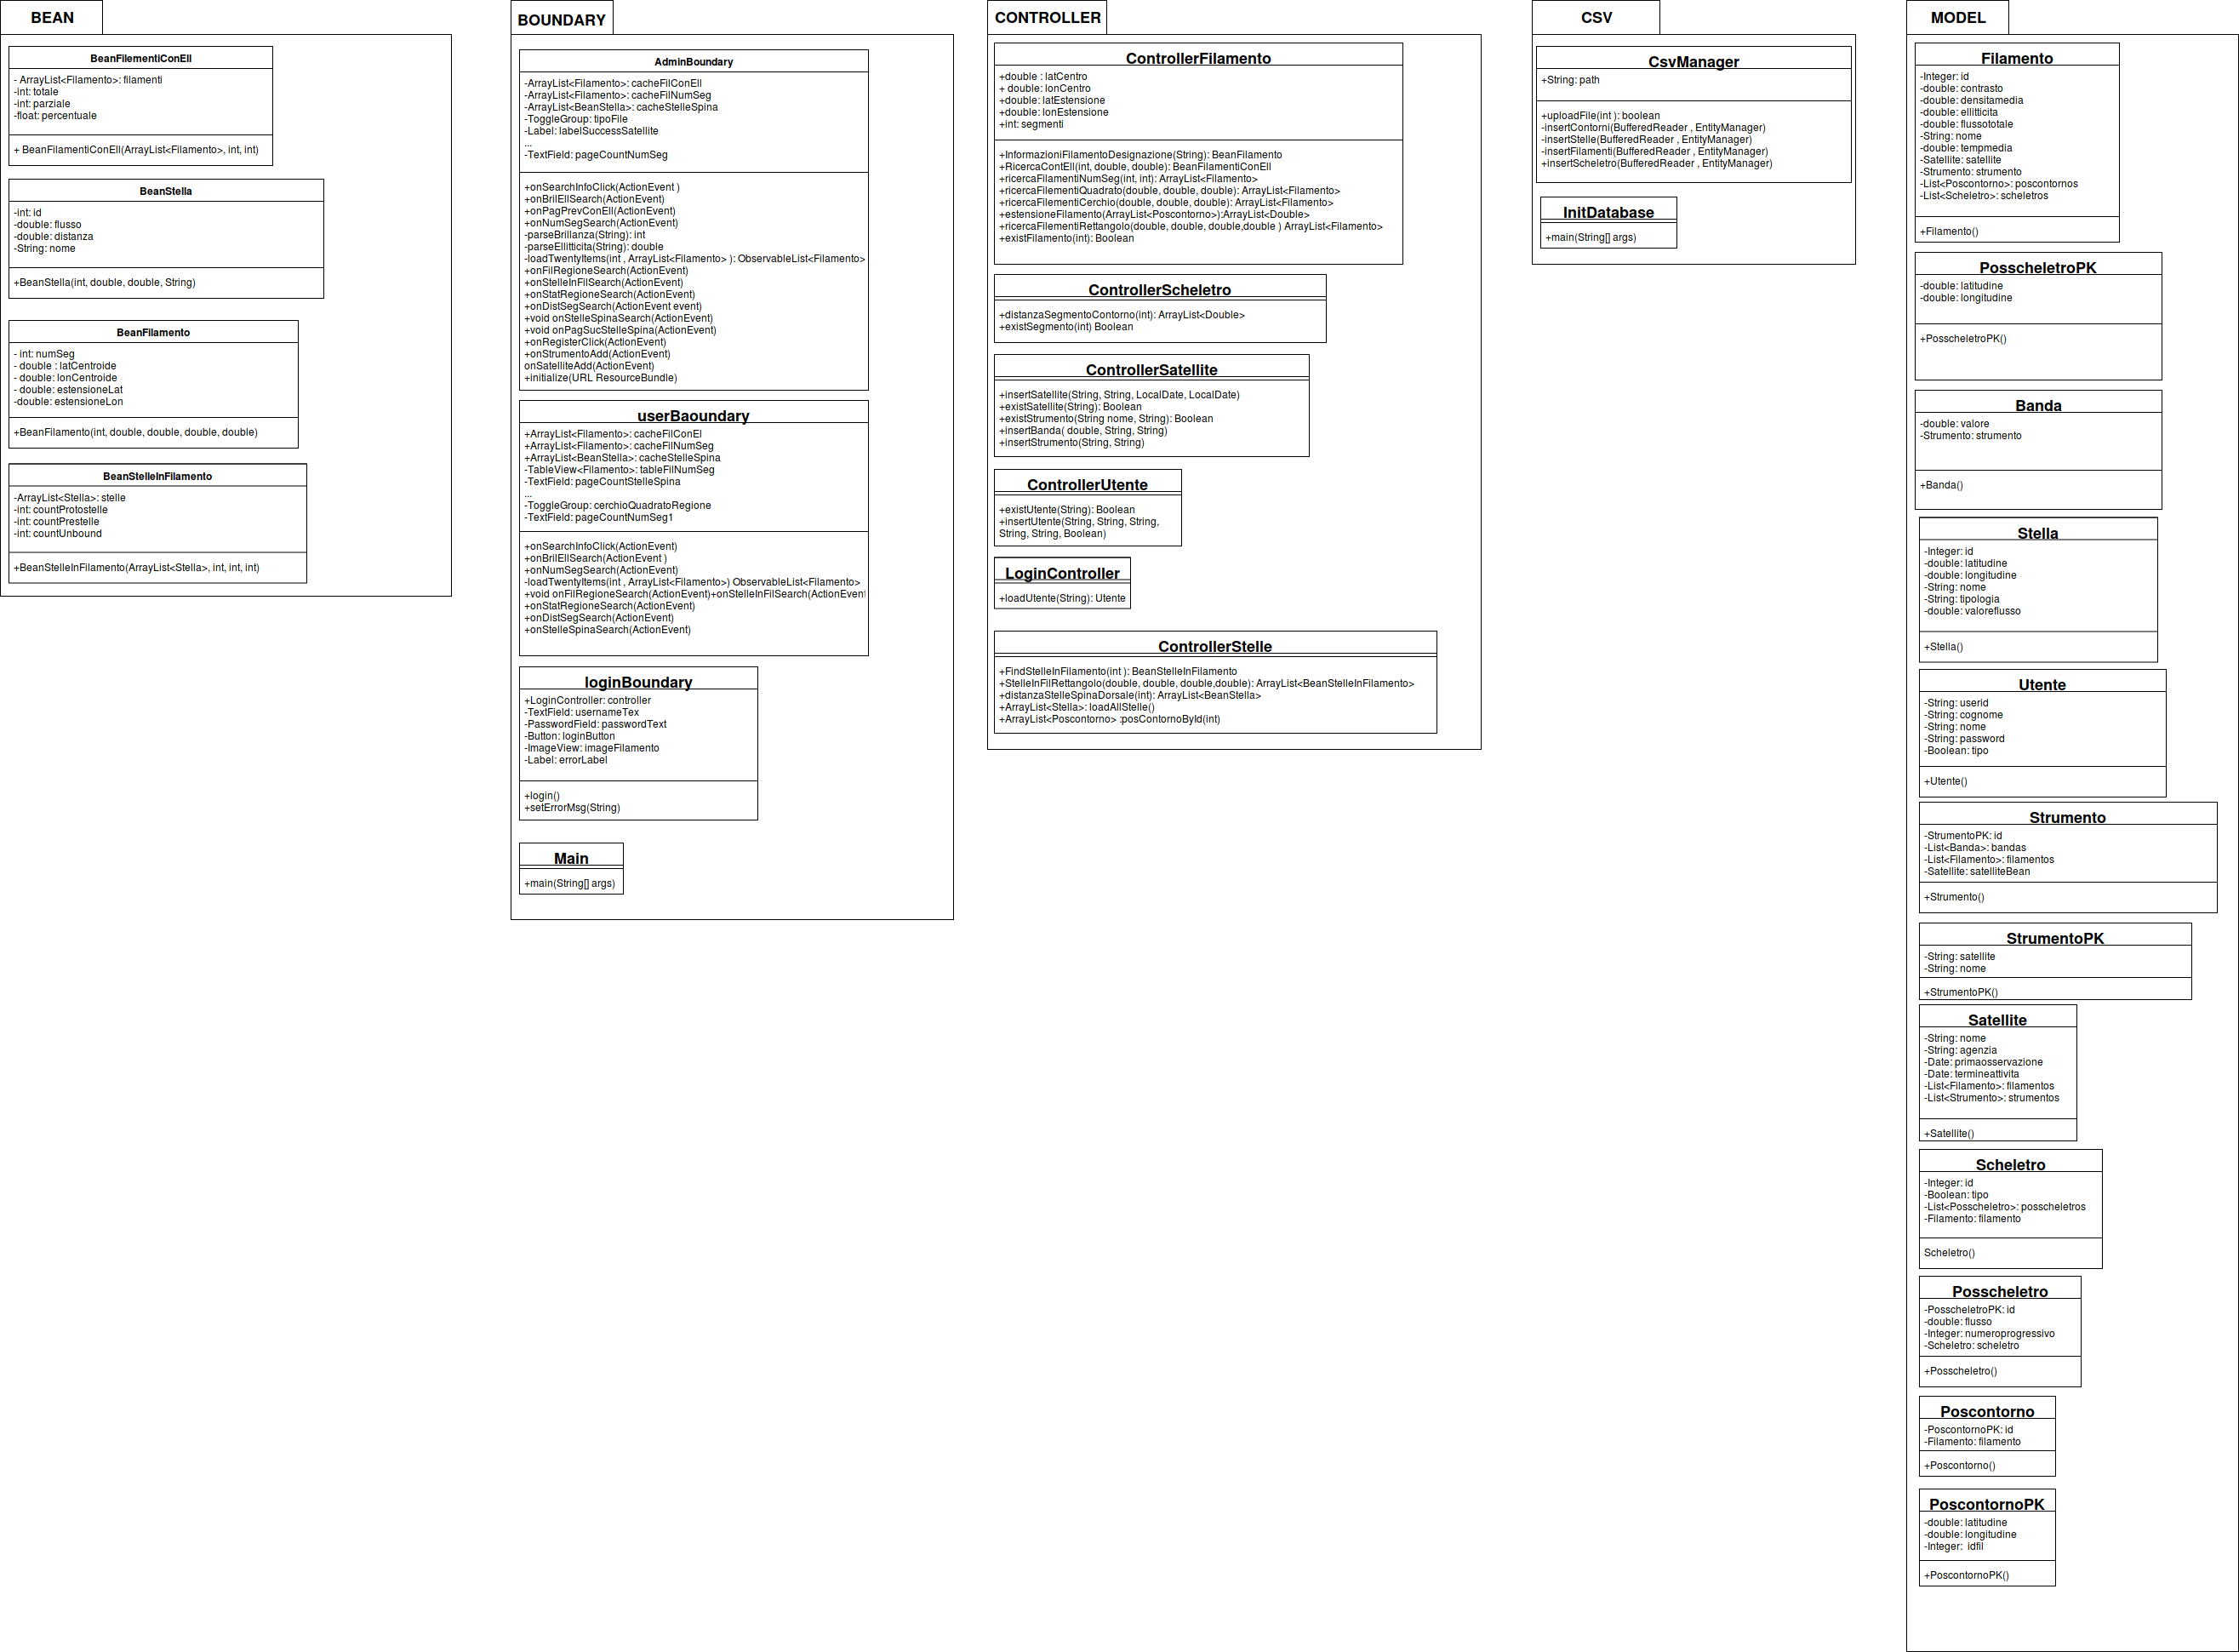 BEAN
BeanFilementiConEll
- ArrayList<Filamento>: filamenti
-int: totale
-int: parziale
-float: percentuale
+ BeanFilamentiConEll(ArrayList<Filamento>, int, int)
BeanStella
-int: id
-double: flusso
-double: distanza
-String: nome
+BeanStella(int, double, double, String)
BeanFilamento
- int: numSeg
- double : latCentroide
- double: lonCentroide
- double: estensioneLat
-double: estensioneLon
+BeanFilamento(int, double, double, double, double)
BeanStelleInFilamento
-ArrayList<Stella>: stelle
-int: countProtostelle
-int: countPrestelle
-int: countUnbound
+BeanStelleInFilamento(ArrayList<Stella>, int, int, int)
BOUNDARY
AdminBoundary
-ArrayList<Filamento>: cacheFilConEll
-ArrayList<Filamento>: cacheFilNumSeg
-ArrayList<BeanStella>: cacheStelleSpina
-ToggleGroup: tipoFile
-Label: labelSuccessSatellite
...
-TextField: pageCountNumSeg
+onSearchInfoClick(ActionEvent )
+onBrilEllSearch(ActionEvent)
+onPagPrevConEll(ActionEvent)
+onNumSegSearch(ActionEvent)
-parseBrillanza(String): int
-parseEllitticita(String): double
-loadTwentyItems(int , ArrayList<Filamento> ): ObservableList<Filamento>
+onFilRegioneSearch(ActionEvent)
+onStelleInFilSearch(ActionEvent)
+onStatRegioneSearch(ActionEvent)
+onDistSegSearch(ActionEvent event)
+void onStelleSpinaSearch(ActionEvent)
+void onPagSucStelleSpina(ActionEvent)
+onRegisterClick(ActionEvent)
+onStrumentoAdd(ActionEvent)
onSatelliteAdd(ActionEvent)
+initialize(URL ResourceBundle)
userBaoundary
+ArrayList<Filamento>: cacheFilConEl
+ArrayList<Filamento>: cacheFilNumSeg
+ArrayList<BeanStella>: cacheStelleSpina
-TableView<Filamento>: tableFilNumSeg
-TextField: pageCountStelleSpina
...
-ToggleGroup: cerchioQuadratoRegione
-TextField: pageCountNumSeg1
+onSearchInfoClick(ActionEvent)
+onBrilEllSearch(ActionEvent )
+onNumSegSearch(ActionEvent)
-loadTwentyItems(int , ArrayList<Filamento>) ObservableList<Filamento>
+void onFilRegioneSearch(ActionEvent)+onStelleInFilSearch(ActionEvent
+onStatRegioneSearch(ActionEvent)
+onDistSegSearch(ActionEvent)
+onStelleSpinaSearch(ActionEvent)
loginBoundary
+LoginController: controller
-TextField: usernameTex
-PasswordField: passwordText
-Button: loginButton
-ImageView: imageFilamento
-Label: errorLabel
+login()
+setErrorMsg(String)
Main
+main(String[] args)
CONTROLLER
ControllerFilamento
+double : latCentro
+ double: lonCentro
+double: latEstensione
+double: lonEstensione
+int: segmenti
+InformazioniFilamentoDesignazione(String): BeanFilamento
+RicercaContEll(int, double, double): BeanFilamentiConEll
+ricercaFilamentiNumSeg(int, int): ArrayList<Filamento>
+ricercaFilementiQuadrato(double, double, double): ArrayList<Filamento>
+ricercaFilementiCerchio(double, double, double): ArrayList<Filamento>
+estensioneFilamento(ArrayList<Poscontorno>):ArrayList<Double>
+ricercaFilementiRettangolo(double, double, double,double ) ArrayList<Filamento>
+existFilamento(int): Boolean
ControllerScheletro
+distanzaSegmentoContorno(int): ArrayList<Double>
+existSegmento(int) Boolean
ControllerSatellite
+insertSatellite(String, String, LocalDate, LocalDate)
+existSatellite(String): Boolean
+existStrumento(String nome, String): Boolean
+insertBanda( double, String, String)
+insertStrumento(String, String)
ControllerUtente
+existUtente(String): Boolean
+insertUtente(String, String, String,
String, String, Boolean)
LoginController
+loadUtente(String): Utente
ControllerStelle
+FindStelleInFilamento(int ): BeanStelleInFilamento
+StelleInFilRettangolo(double, double, double,double): ArrayList<BeanStelleInFilamento>
+distanzaStelleSpinaDorsale(int): ArrayList<BeanStella>
+ArrayList<Stella>: loadAllStelle()
+ArrayList<Poscontorno> :posContornoById(int)
CSV
CsvManager
+String: path
+uploadFile(int ): boolean
-insertContorni(BufferedReader , EntityManager)
-insertStelle(BufferedReader , EntityManager)
-insertFilamenti(BufferedReader , EntityManager)
+insertScheletro(BufferedReader , EntityManager)
InitDatabase
+main(String[] args)
MODEL
Filamento
-Integer: id
-double: contrasto
-double: densitamedia
-double: ellitticita
-double: flussototale
-String: nome
-double: tempmedia
-Satellite: satellite
-Strumento: strumento
-List<Poscontorno>: poscontornos
-List<Scheletro>: scheletros
+Filamento()
PosscheletroPK
-double: latitudine
-double: longitudine
+PosscheletroPK()
Banda
-double: valore
-Strumento: strumento
+Banda()
Stella
-Integer: id
-double: latitudine
-double: longitudine
-String: nome
-String: tipologia
-double: valoreflusso
+Stella()
Utente
-String: userid
-String: cognome
-String: nome
-String: password
-Boolean: tipo
+Utente()
Strumento
-StrumentoPK: id
-List<Banda>: bandas
-List<Filamento>: filamentos
-Satellite: satelliteBean
+Strumento()
StrumentoPK
-String: satellite
-String: nome
+StrumentoPK()
Satellite
-String: nome
-String: agenzia
-Date: primaosservazione
-Date: termineattivita
-List<Filamento>: filamentos
-List<Strumento>: strumentos
+Satellite()
Scheletro
-Integer: id
-Boolean: tipo
-List<Posscheletro>: posscheletros
-Filamento: filamento
Scheletro()
Posscheletro
-PosscheletroPK: id
-double: flusso
-Integer: numeroprogressivo
-Scheletro: scheletro
+Posscheletro()
Poscontorno
-PoscontornoPK: id
-Filamento: filamento
+Poscontorno()
PoscontornoPK
-double: latitudine
-double: longitudine
-Integer:  idfil
+PoscontornoPK()